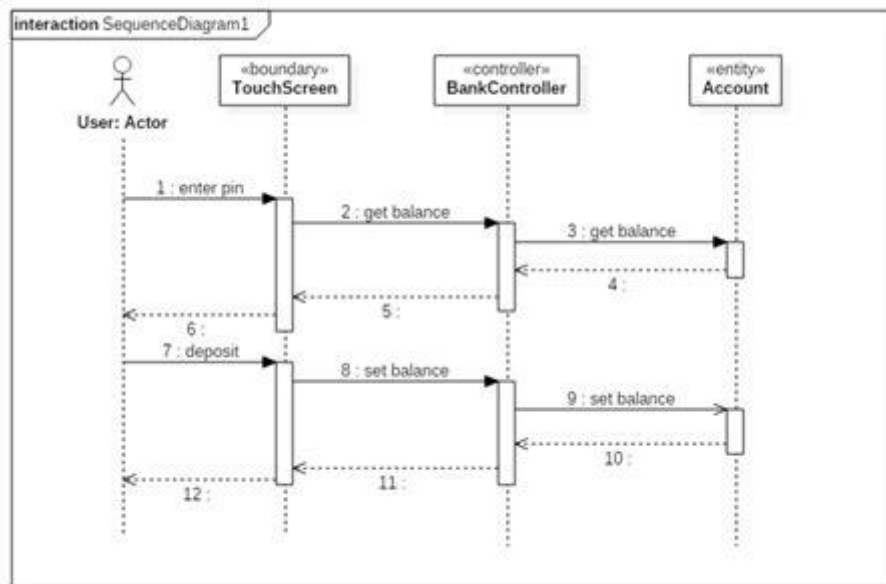 interaction SequenceDiagram1
«boundary»
TouchScreen
«controller»
BankController
«entity»
Account
User: Actor
1 : enter pin
2 : get balance
3 : get balance
4 :
5 :
6 :
7 : deposit
8 : set balance
9 : set balance
10 :
11 :
12 :